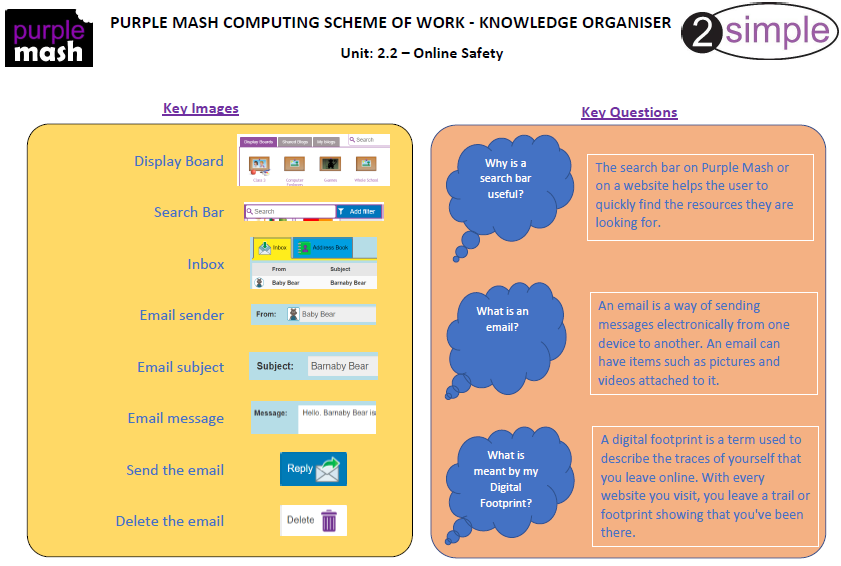 purple
mash
PURPLE MASH COMPUTING SCHEME OF WORK - KNOWLEDGE ORGANISER
2simple
Unit: 2.2 – Online Safety
Key Images
Display Board
Display Boards Shared Blogs My blogs Search
Class 2 Computer Games Whole School
Search Bar
Search Add filter
Inbox
Inbox Address Book
From Subject
Baby Bear Barnaby Bear
Email sender
From: Baby Bear
Email subject
Subject: Barnaby Bear
Email message
Message: Hello. Barnaby Bear is
Send the email
Reply
Delete the email
Delete
Key Questions
Why is a
search bar
useful?
The search bar on Purple Mash or
on a website helps the user to
quickly find the resources they are
looking for.
What is an
email?
An email is a way of sending
messages electronically from one
device to another. An email can
have items such as pictures and
videos attached to it.
What is
meant by my
Digital
Footprint?
A digital footprint is a term used to
describe the traces of yourself that
you leave online. With every
website you visit, you leave a trail or
footprint showing that you've been
there.